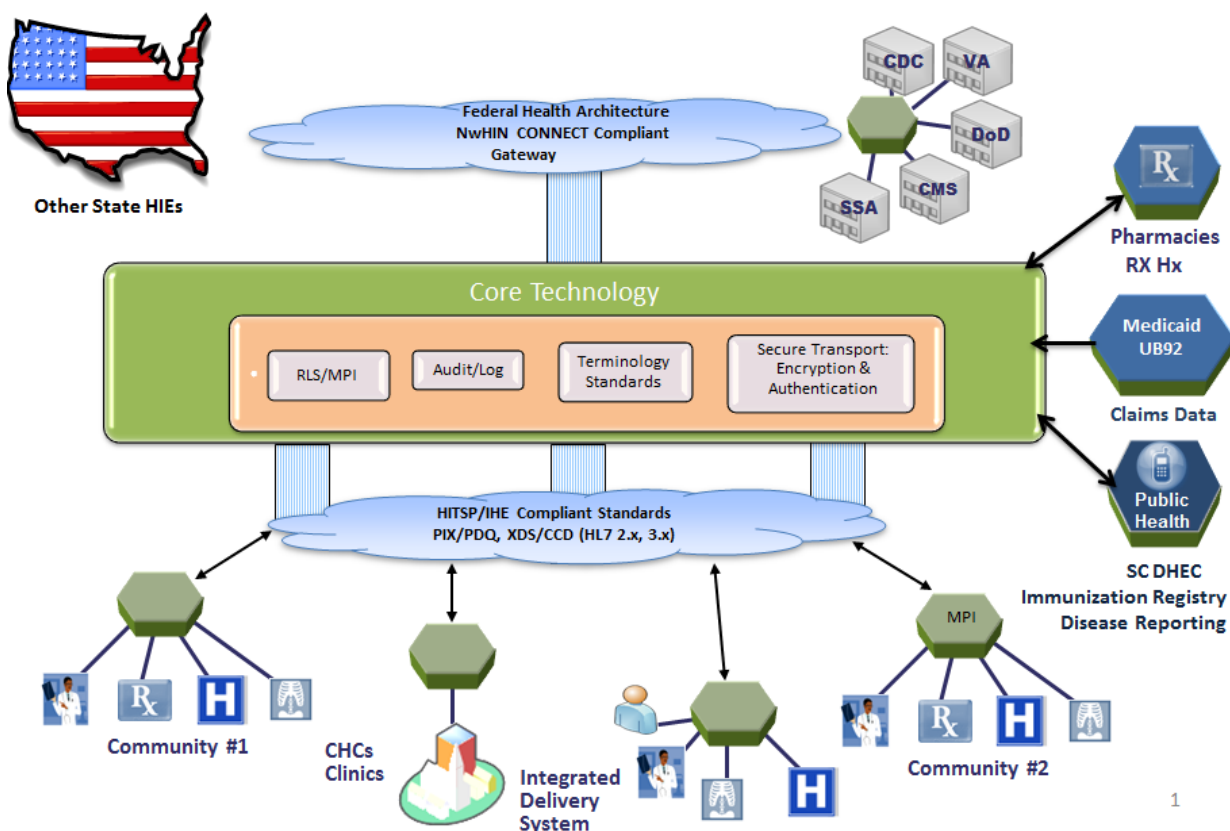 CDC
VA
Federal Health Architecture
NwHIN CONNECT Compliant
Gateway
DoD
CMS
SSA
Rx
Other State HIEs
Pharmacies
RX Hx
Core Technology
RLS/MPI
Audit/Log
Terminology
Standards
Secure Transport:
Encryption &
Authentication
Medicaid
UB92
Claims Data
Public
Health
SC DHEC
Immunization Registry
Disease Reporting
HITSP/IHE Compliant Standards
PIX/PDQ, XDS/CCD (HL7 2.x, 3.x)
MPI
Rx
H
Community #1
CHCs
Clinics
Integrated
Delivery
System
H
Rx
H
Community #2
1